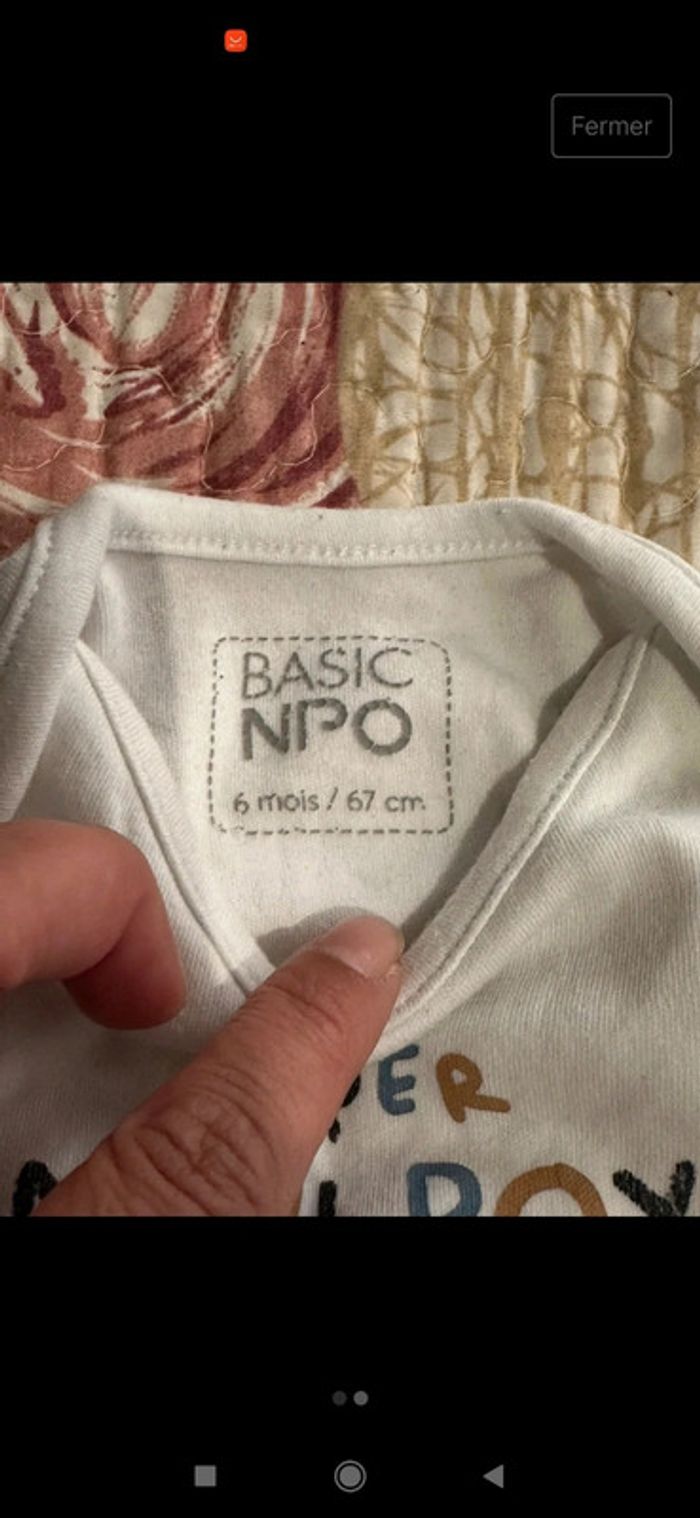 Fermer
BASIC
NPO
6 mois / 67 cm
ER